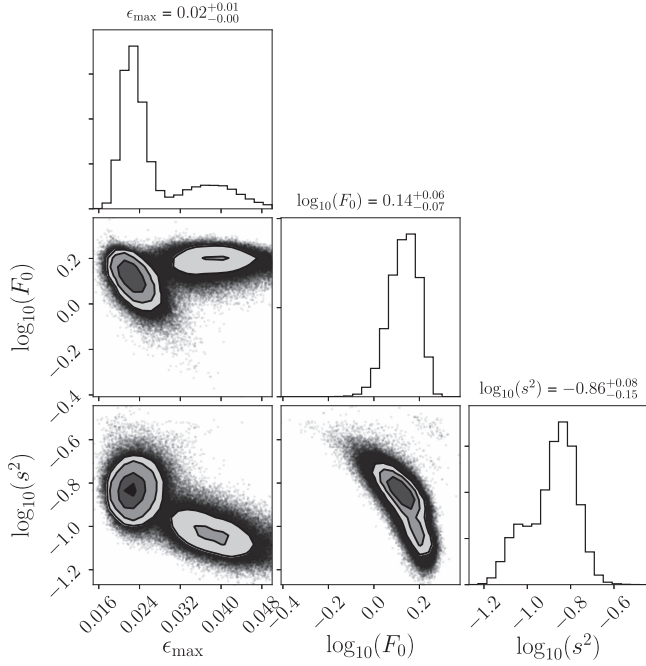 ϵ_max = 0.02^{+0.01}_{−0.00}
log₁₀(F₀) = 0.14^{+0.06}_{−0.07}
0.2
0.0
−0.2
−0.4
log₁₀(F₀)
log₁₀(s²) = −0.86^{+0.08}_{−0.15}
−0.6
−0.8
−1.0
−1.2
log₁₀(s²)
0.016 0.024 0.032 0.040 0.048
−0.4 −0.2 0.0 0.2
−1.2 −1.0 −0.8 −0.6
ϵ_max log₁₀(F₀) log₁₀(s²)